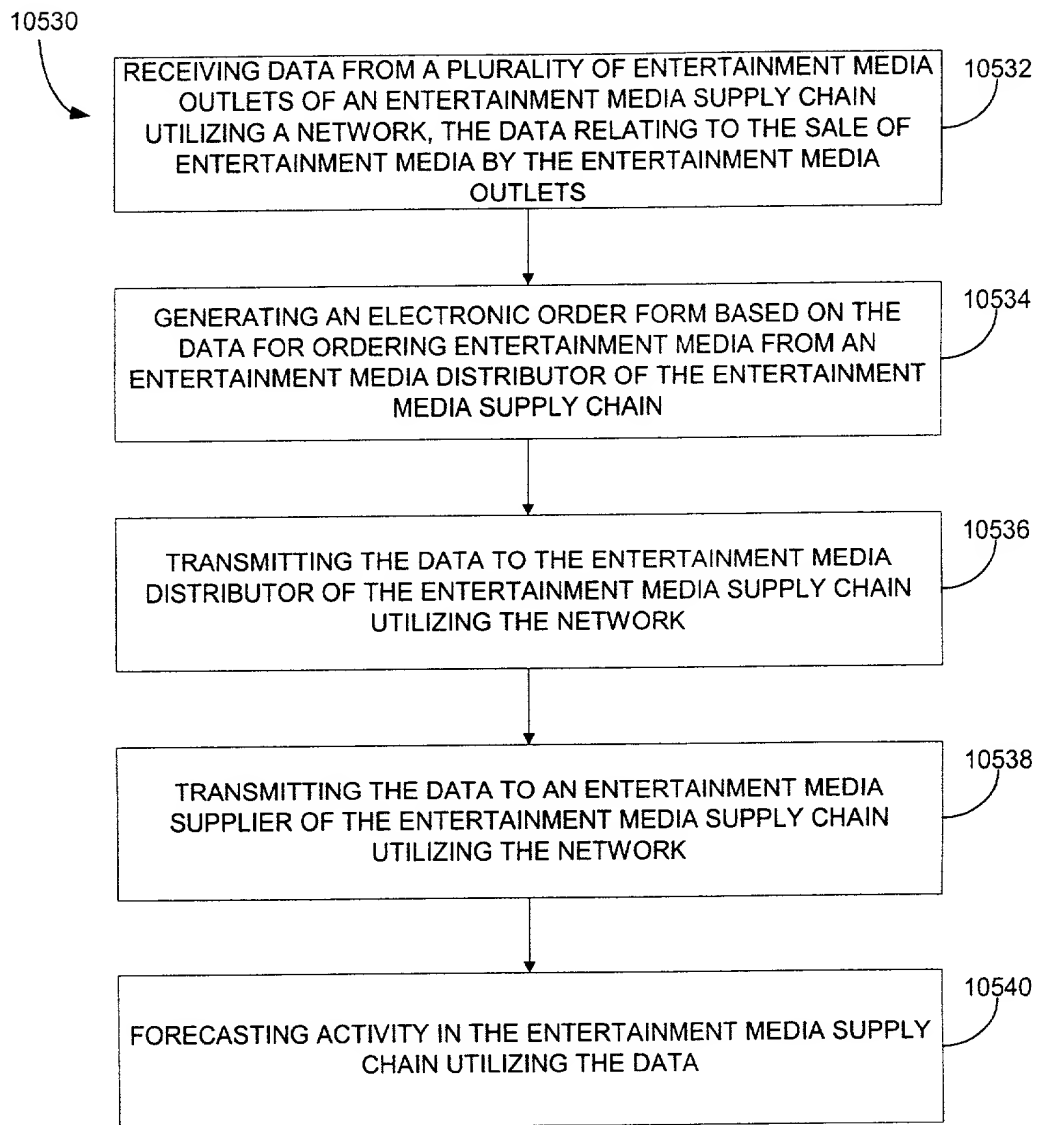 10530
RECEIVING DATA FROM A PLURALITY OF ENTERTAINMENT MEDIA
OUTLETS OF AN ENTERTAINMENT MEDIA SUPPLY CHAIN
UTILIZING A NETWORK, THE DATA RELATING TO THE SALE OF
ENTERTAINMENT MEDIA BY THE ENTERTAINMENT MEDIA
OUTLETS
10532
GENERATING AN ELECTRONIC ORDER FORM BASED ON THE
DATA FOR ORDERING ENTERTAINMENT MEDIA FROM AN
ENTERTAINMENT MEDIA DISTRIBUTOR OF THE ENTERTAINMENT
MEDIA SUPPLY CHAIN
10534
TRANSMITTING THE DATA TO THE ENTERTAINMENT MEDIA
DISTRIBUTOR OF THE ENTERTAINMENT MEDIA SUPPLY CHAIN
UTILIZING THE NETWORK
10536
TRANSMITTING THE DATA TO AN ENTERTAINMENT MEDIA
SUPPLIER OF THE ENTERTAINMENT MEDIA SUPPLY CHAIN
UTILIZING THE NETWORK
10538
FORECASTING ACTIVITY IN THE ENTERTAINMENT MEDIA SUPPLY
CHAIN UTILIZING THE DATA
10540